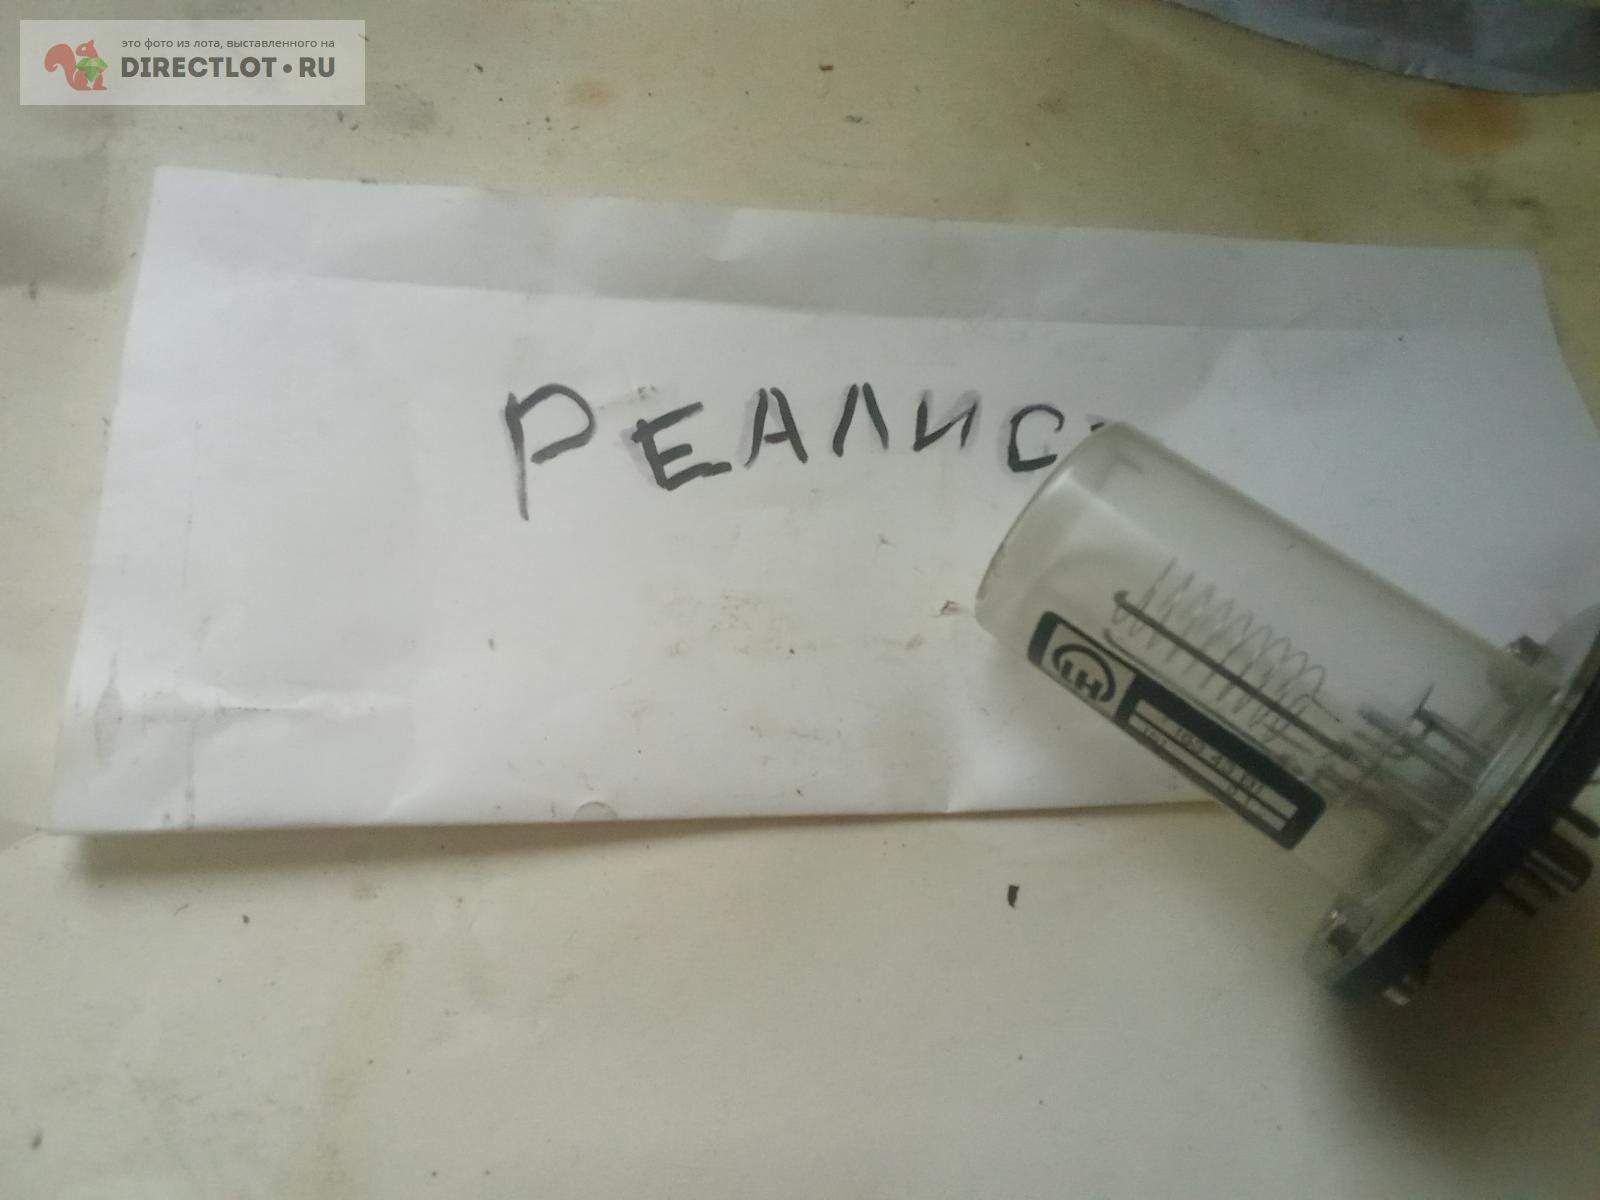 это фото из лота, выставленного на
DIRECTLOT•RU
РЕАЛИС